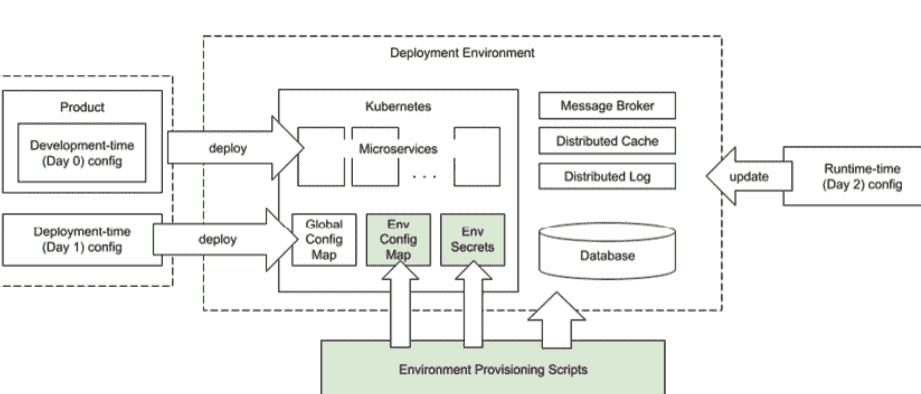 Deployment Environment
Product
Development-time
(Day 0) config
deploy
Kubernetes
Microservices
. . .
Message Broker
Distributed Cache
Distributed Log
update
Runtime-time
(Day 2) config
Deployment-time
(Day 1) config
deploy
Global
Config
Map
Env
Config
Map
Env
Secrets
Database
Environment Provisioning Scripts